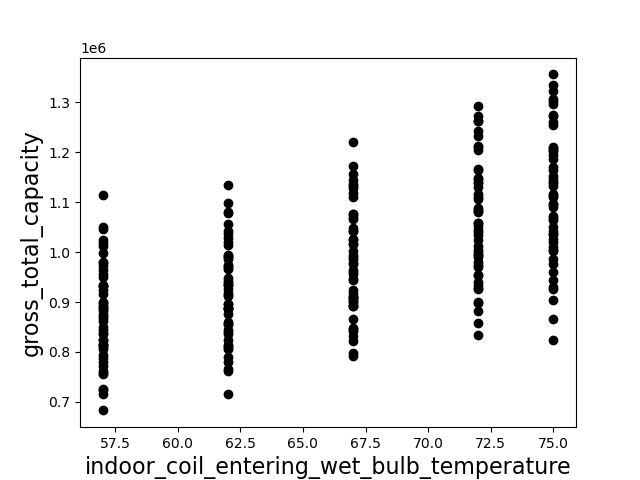 1e6
1.3
1.2
1.1
1.0
0.9
0.8
0.7
gross_total_capacity
57.5 60.0 62.5 65.0 67.5 70.0 72.5 75.0
indoor_coil_entering_wet_bulb_temperature